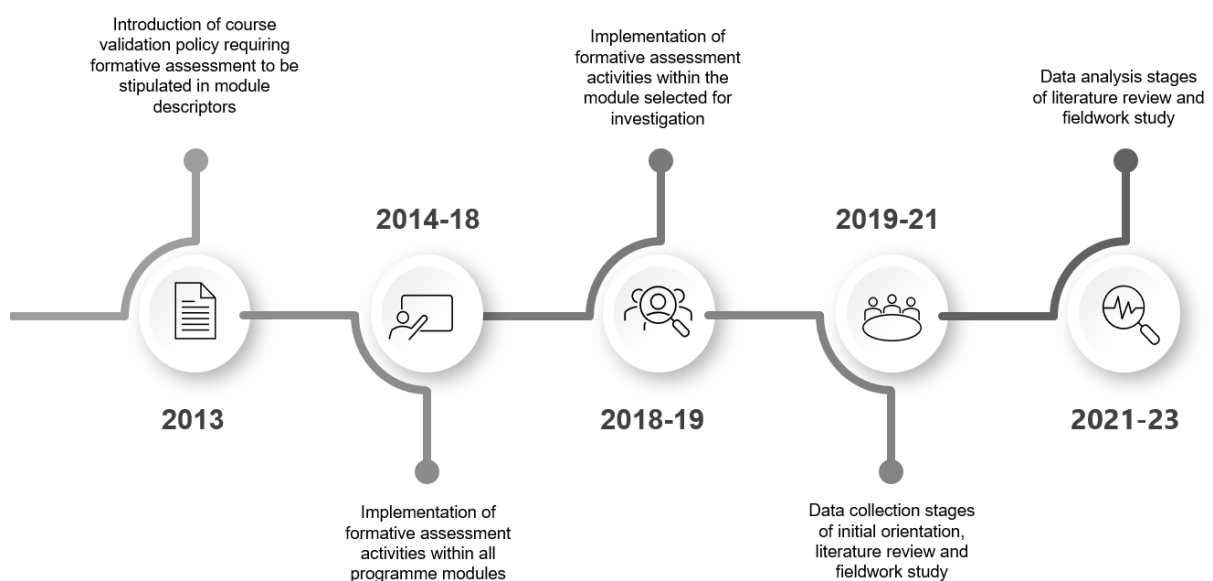 Introduction of course
validation policy requiring
formative assessment to be
stipulated in module
descriptors
2013
2014-18
Implementation of
formative assessment
activities within all
programme modules
Implementation of
formative assessment
activities within the
module selected for
investigation
2018-19
2019-21
Data collection stages
of initial orientation,
literature review and
fieldwork study
Data analysis stages
of literature review and
fieldwork study
2021-23